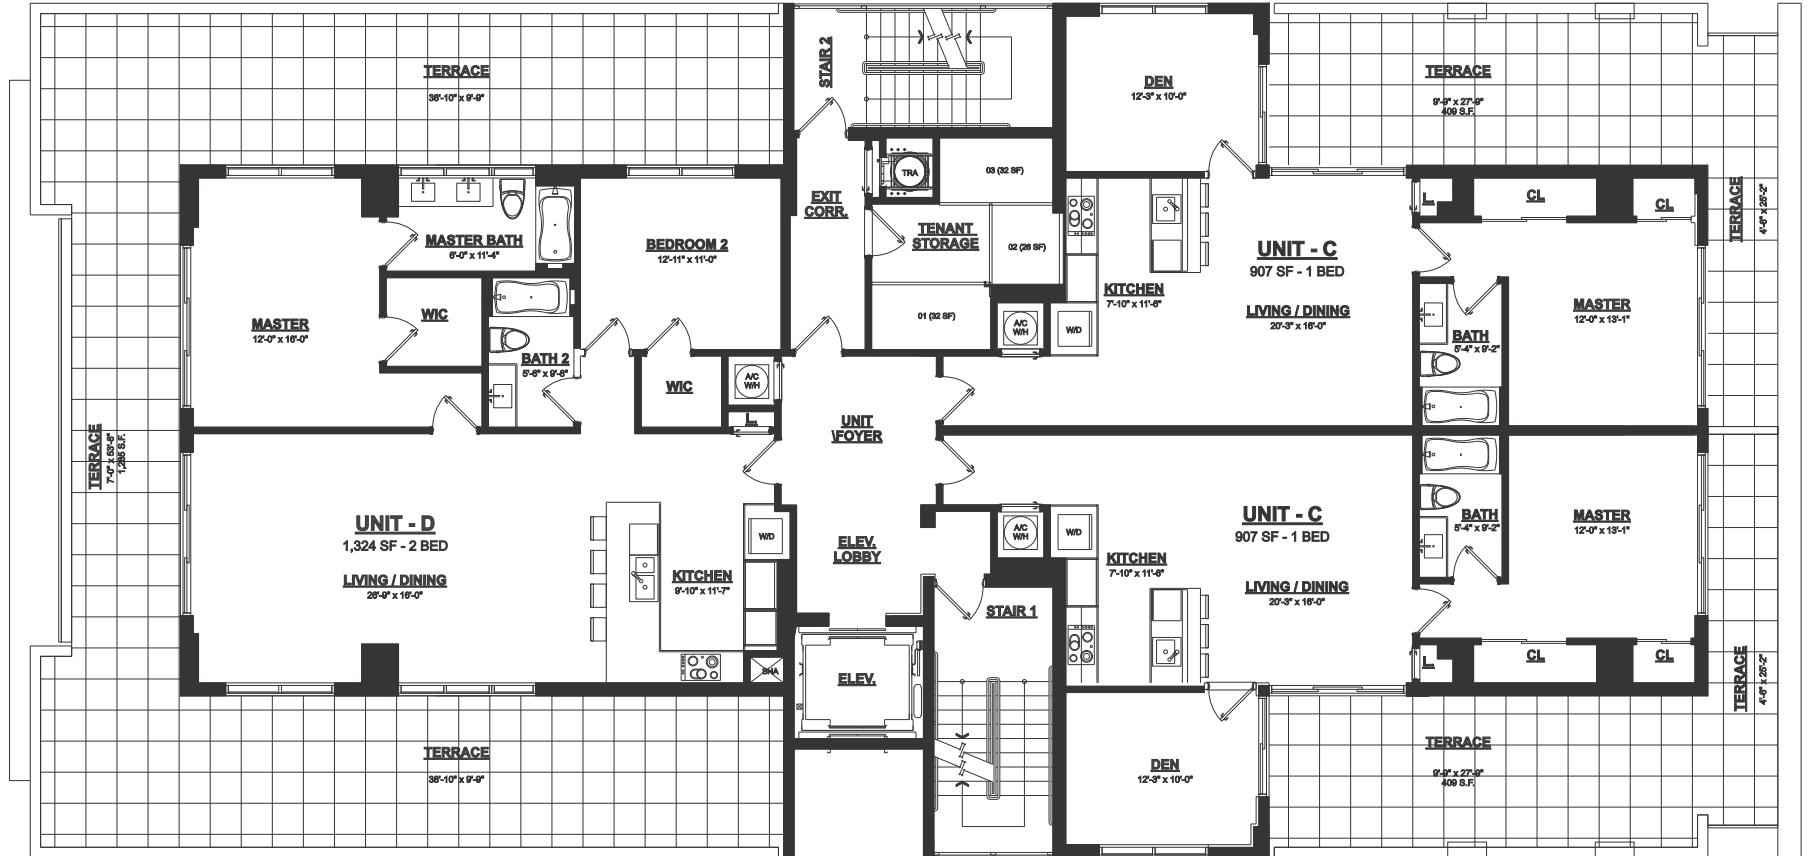 TERRACE
36'-10" x 9'-9"
STAIR 2
DEN
12'-3" x 10'-0"
TERRACE
9'-9" x 27'-9"
409 S.F.
TRA
03 (32 SF)
EXIT
CORR.
TENANT
STORAGE
02 (26 SF)
01 (32 SF)
MASTER BATH
6'-0" x 11'-4"
BEDROOM 2
12'-11" x 11'-0"
MASTER
12'-0" x 16'-0"
WIC
BATH 2
5'-6" x 9'-8"
WIC
A/C
W/H
L
UNIT
\FOYER
A/C
W/H
W/D
KITCHEN
7'-10" x 11'-6"
UNIT - C
907 SF - 1 BED
LIVING / DINING
20'-3" x 16'-0"
L
CL
CL
BATH
5'-4" x 9'-2"
MASTER
12'-0" x 13'-1"
TERRACE
4'-6" x 25'-2"
TERRACE
7'-0" x 53'-8"
1,285 S.F.
UNIT - D
1,324 SF - 2 BED
LIVING / DINING
26'-9" x 16'-0"
KITCHEN
9'-10" x 11'-7"
W/D
SHA
ELEV.
LOBBY
ELEV.
STAIR 1
A/C
W/H
W/D
KITCHEN
7'-10" x 11'-6"
UNIT - C
907 SF - 1 BED
LIVING / DINING
20'-3" x 16'-0"
BATH
5'-4" x 9'-2"
MASTER
12'-0" x 13'-1"
L
CL
CL
TERRACE
4'-6" x 25'-2"
TERRACE
36'-10" x 9'-9"
DEN
12'-3" x 10'-0"
TERRACE
9'-9" x 27'-9"
409 S.F.